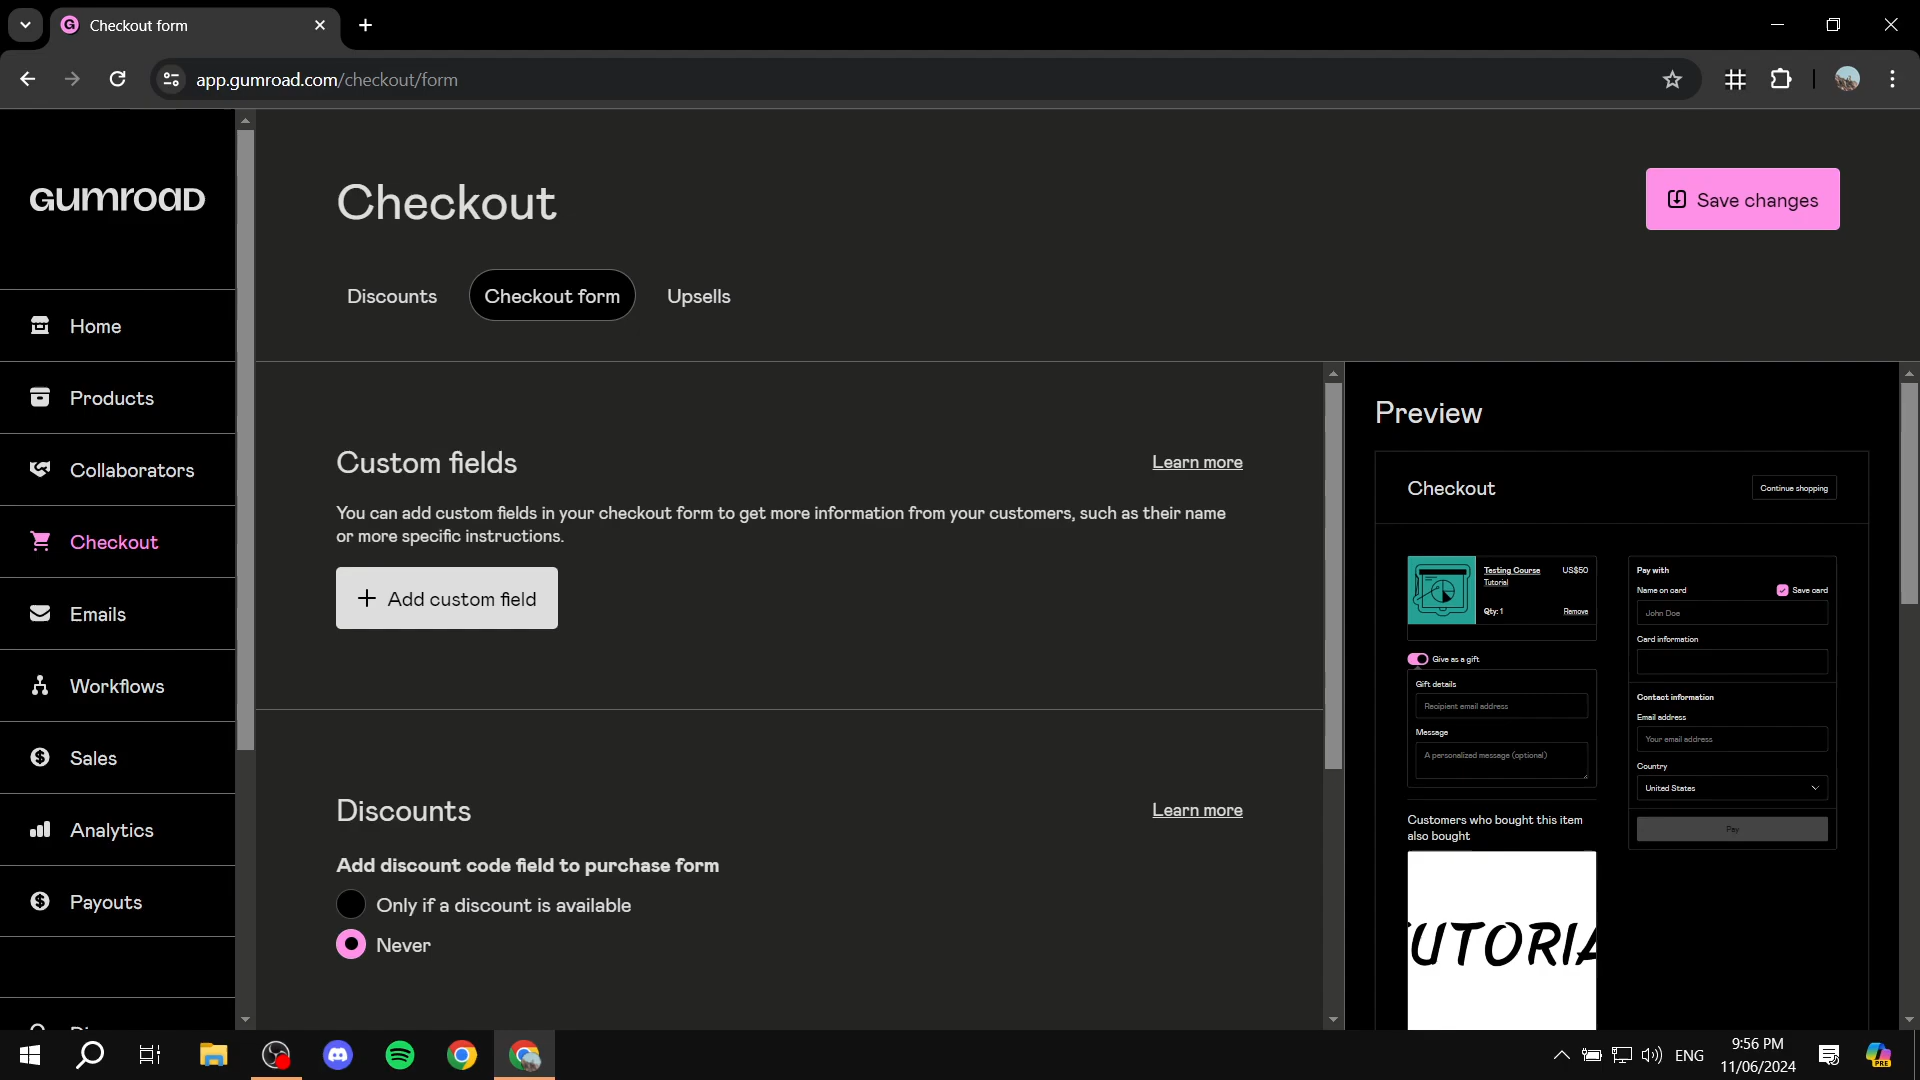 Checkout form
app.gumroad.com/checkout/form
GUMROAD
Home
Products
Collaborators
Checkout
Emails
Workflows
Sales
Analytics
Payouts
Checkout
Save changes
Discounts
Checkout form
Upsells
Custom fields
Learn more
You can add custom fields in your checkout form to get more information from your customers, such as their name
or more specific instructions.
Add custom field
Discounts
Learn more
Add discount code field to purchase form
Only if a discount is available
Never
Preview
Checkout
Continue shopping
Testing Course
US$50
Tutorial
Qty: 1
Remove
Give as a gift
Gift details
Recipient email address
Message
A personalized message (optional)
Customers who bought this item
also bought
UTORIA
Pay with
Name on card
Save card
John Doe
Card information
Contact information
Email address
Your email address
Country
United States
Pay
ENG
9:56 PM
11/06/2024
PRE